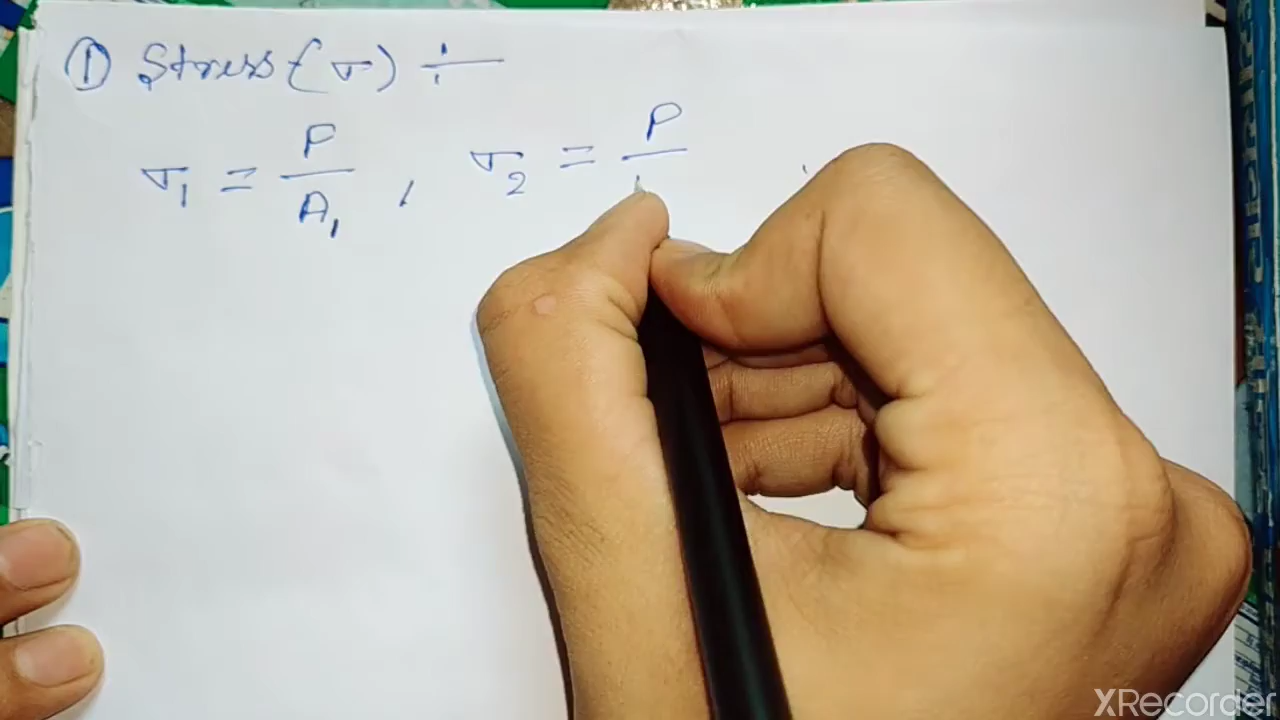 ① Stress (σ) ÷
σ₁ = P/A₁ , σ₂ = P/
XRecorder